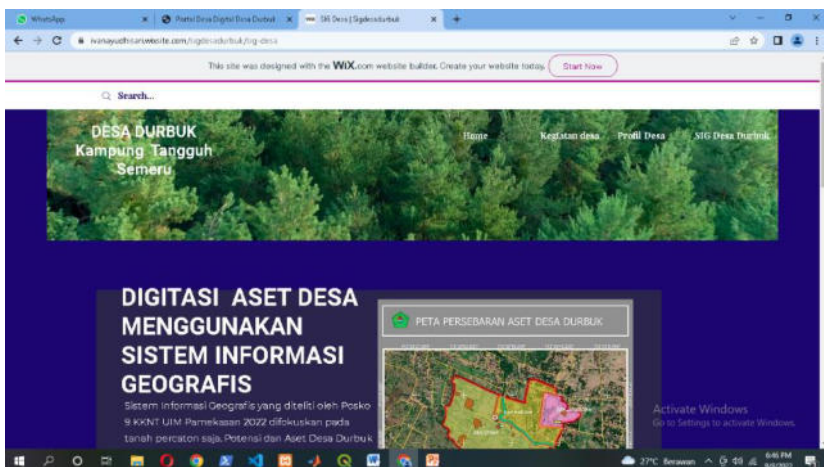 WhatsApp
Portal Desa Digital Desa Durbuk
SIG Desa | Sigdesadurbuk
This site was designed with the WiX.com website builder. Create your website today.
Start Now
Search...
DESA DURBUK
Kampung Tangguh
Semeru
Home
Kegiatan desa
Profil Desa
SIG Desa Durbuk
DIGITASI ASET DESA
MENGGUNAKAN
SISTEM INFORMASI
GEOGRAFIS
Sistem Informasi Geografis yang diteliti oleh Posko
9 KKNT UIM Pamekasan 2022 difokuskan pada
tanah percaton saja. Potensi dan Aset Desa Durbuk
PETA PERSEBARAN ASET DESA DURBUK
Activate Windows
Go to Settings to activate Windows.
27°C Berawan
6:46 PM